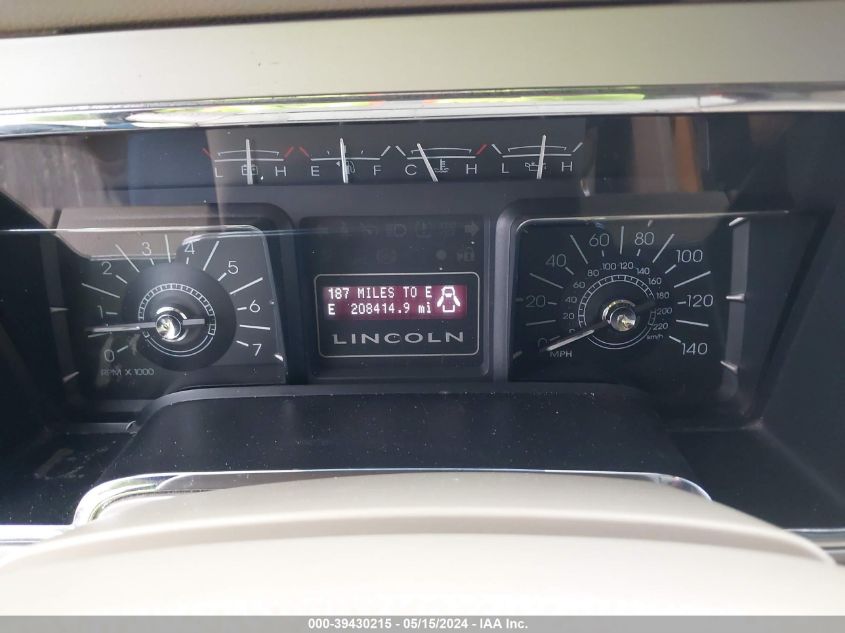 L H E F C H L H
3 4
2 5
1 6
0 7
RPM X 1000
187 MILES TO E
E 208414.9 mi
LINCOLN
60 80
40 100
20 120
0 140
MPH
80 100 120 140
60 160
40 180
20 200
0 220
km/h
000-39430215 - 05/15/2024 - IAA Inc.